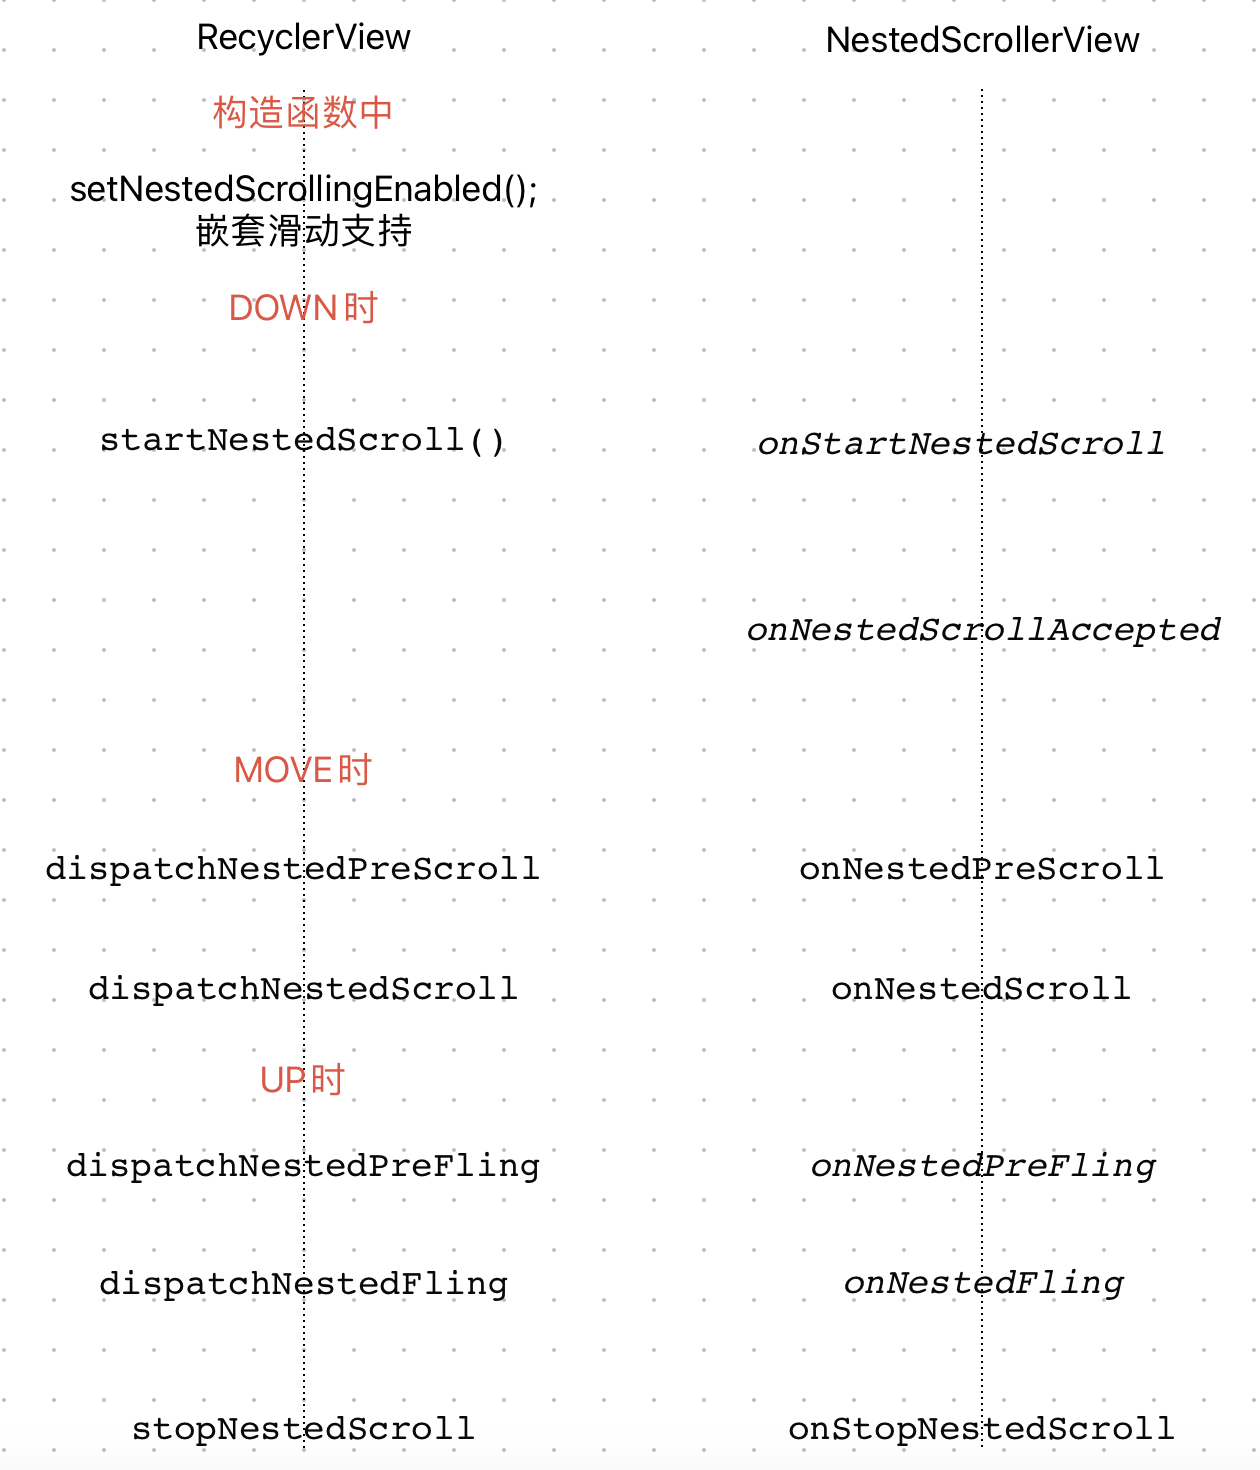 RecyclerView
NestedScrollerView
构造函数中
setNestedScrollingEnabled();
嵌套滑动支持
DOWN时
startNestedScroll()
onStartNestedScroll
onNestedScrollAccepted
MOVE时
dispatchNestedPreScroll
onNestedPreScroll
dispatchNestedScroll
onNestedScroll
UP时
dispatchNestedPreFling
onNestedPreFling
dispatchNestedFling
onNestedFling
stopNestedScroll
onStopNestedScroll